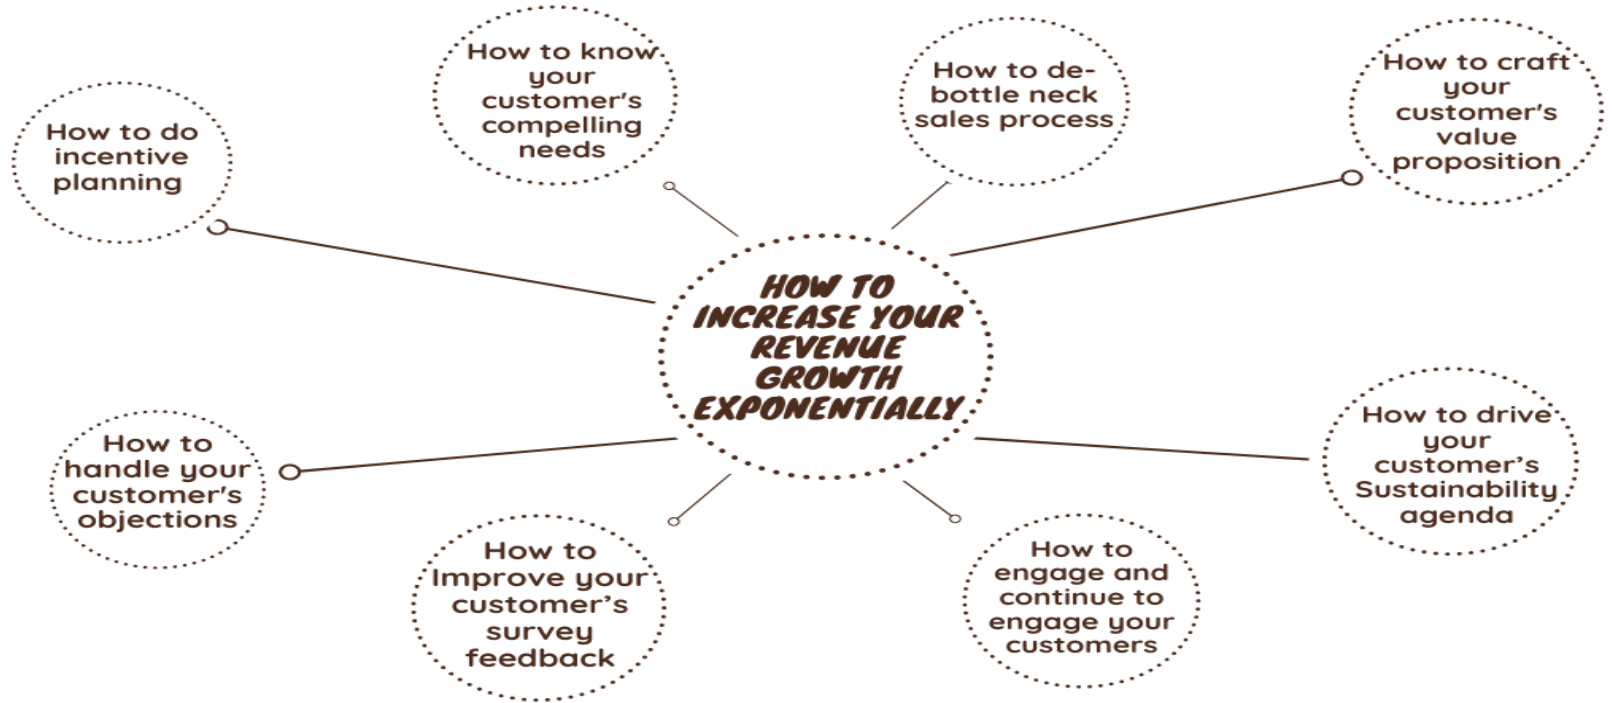 How to know
your
customer's
compelling
needs
How to de-
bottle neck
sales process
How to craft
your
customer's
value
proposition
How to do
incentive
planning
HOW TO
INCREASE YOUR
REVENUE
GROWTH
EXPONENTIALLY
How to
handle your
customer's
objections
How to drive
your
customer’s
Sustainability
agenda
How to
Improve your
customer’s
survey
feedback
How to
engage and
continue to
engage your
customers